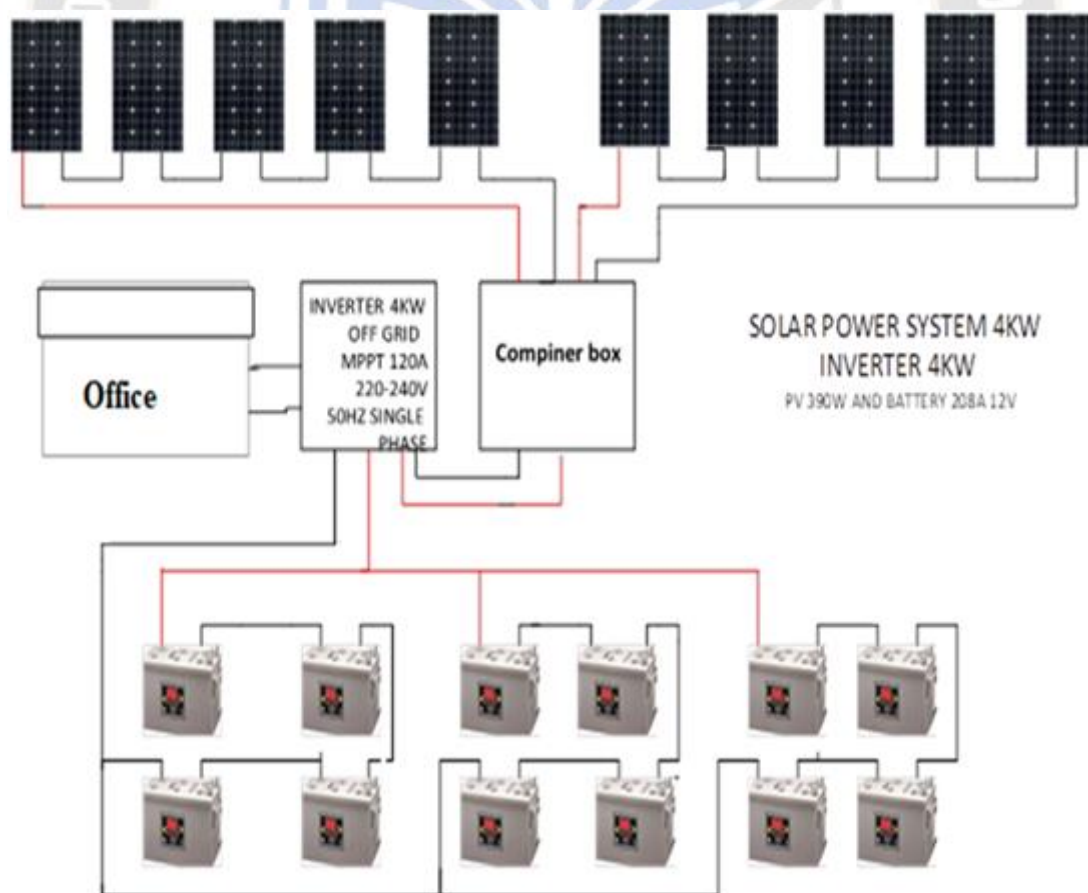 Office
INVERTER 4KW
OFF GRID
MPPT 120A
220-240V
50HZ SINGLE
PHASE
Compiner box
SOLAR POWER SYSTEM 4KW
INVERTER 4KW
PV 390W AND BATTERY 208A 12V